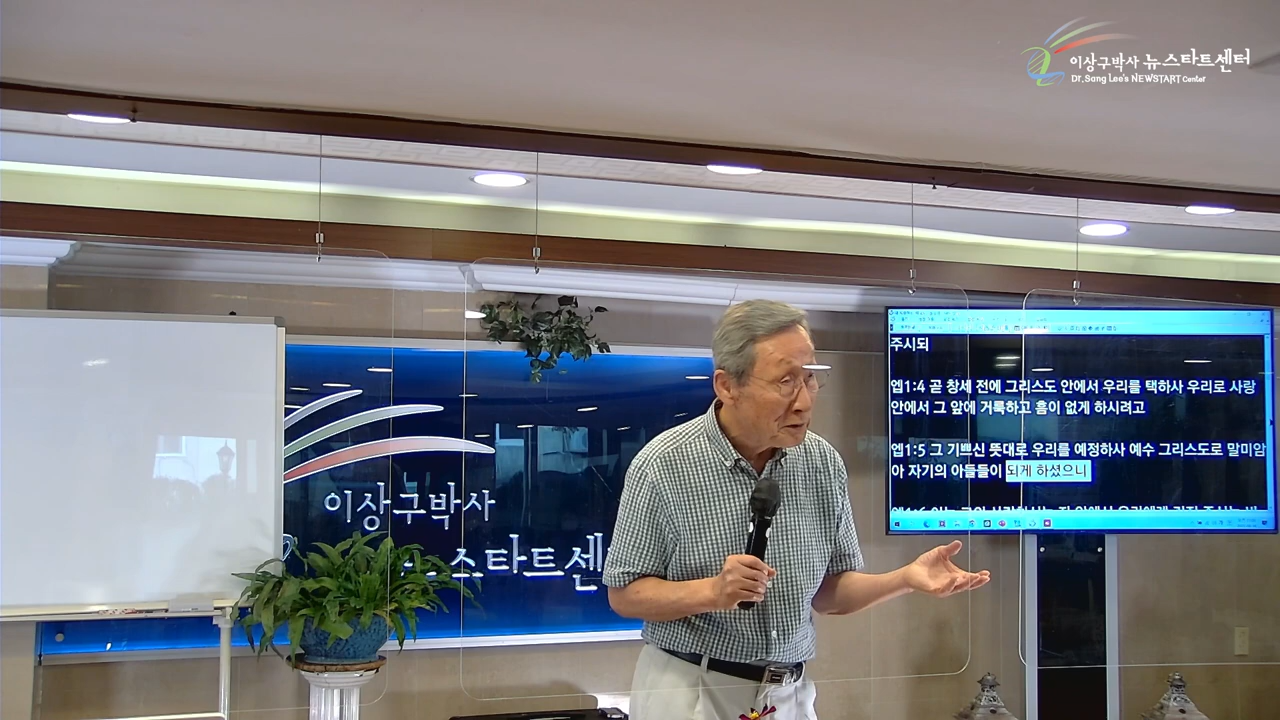 이상구박사 뉴스타트센터
Dr. Sang Lee's NEWSTART Center
주시되
엡1:4 곧 창세 전에 그리스도 안에서 우리를 택하사 우리로 사랑
안에서 그 앞에 거룩하고 흠이 없게 하시려고
엡1:5 그 기쁘신 뜻대로 우리를 예정하사 예수 그리스도로 말미암
아 자기의 아들들이 되게 하셨으니
이상구박사
뉴스타트센